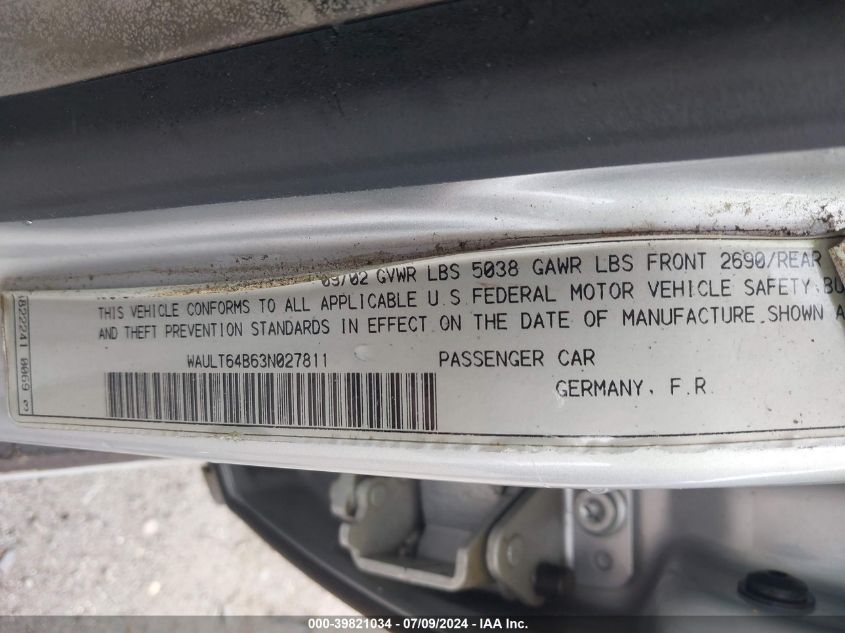 09/02 GVWR LBS 5038 GAWR LBS FRONT 2690/REAR
THIS VEHICLE CONFORMS TO ALL APPLICABLE U.S.FEDERAL MOTOR VEHICLE SAFETY,BU
AND THEFT PREVENTION STANDARDS IN EFFECT ON THE DATE OF MANUFACTURE SHOWN A
WAULT64B63N027811 PASSENGER CAR
GERMANY, F.R.
000-39821034 / 07/09/2024 - IAA Inc.